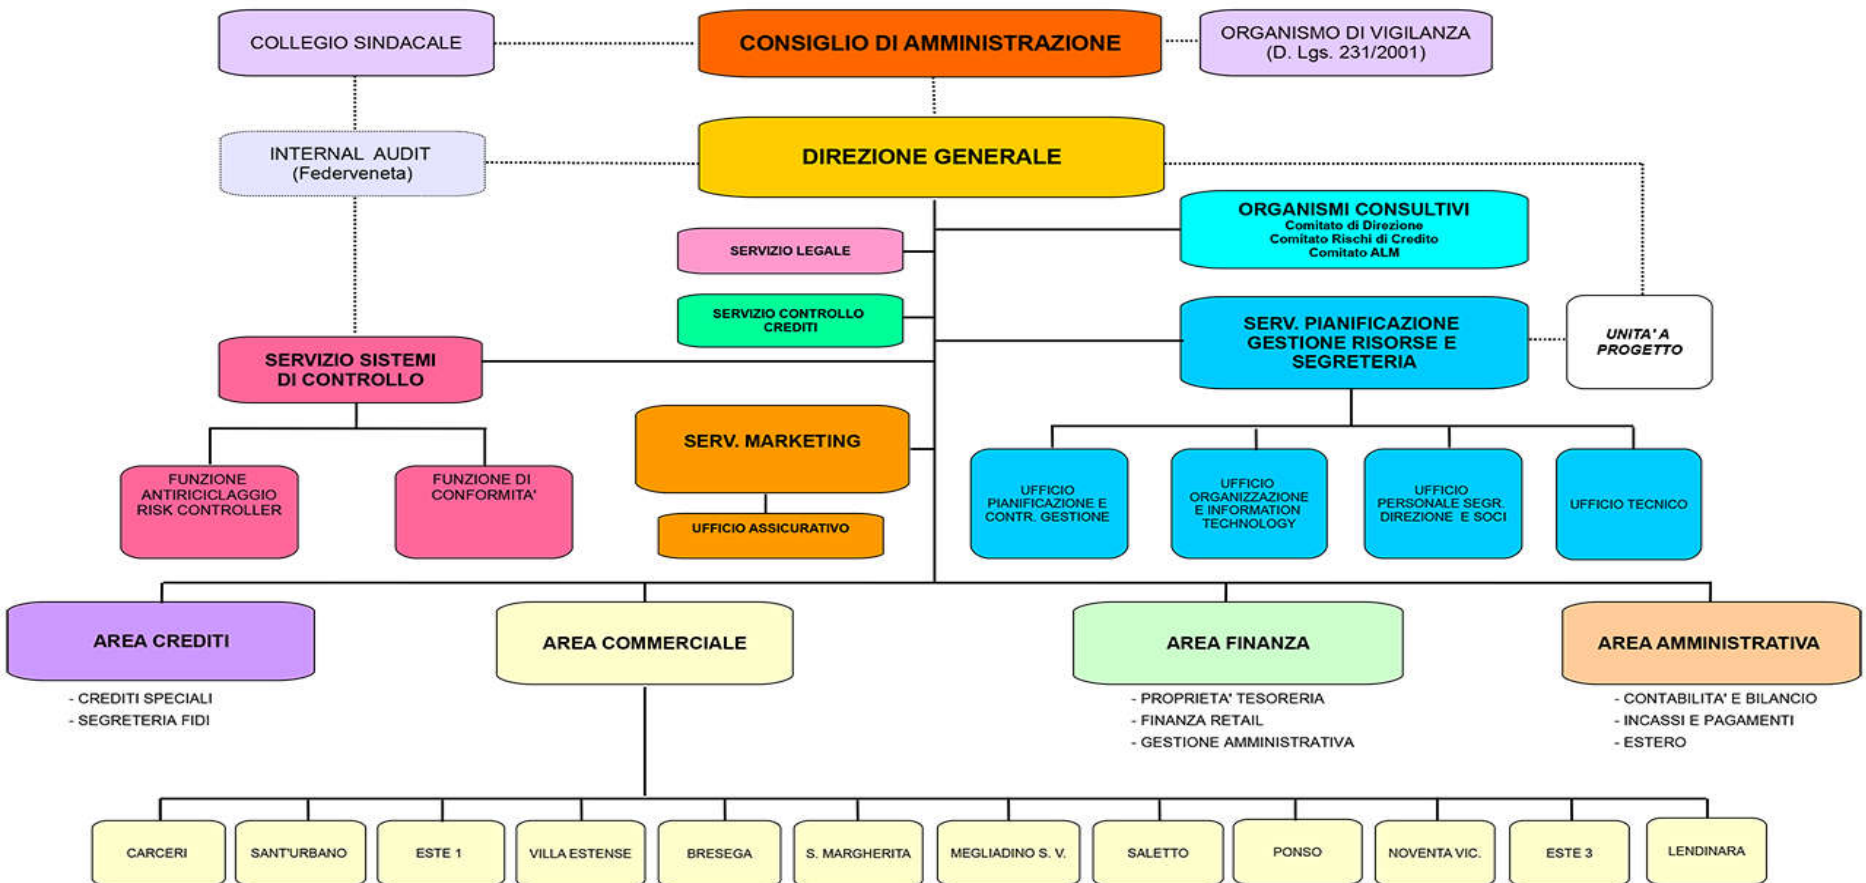 COLLEGIO SINDACALE
CONSIGLIO DI AMMINISTRAZIONE
ORGANISMO DI VIGILANZA
(D. Lgs. 231/2001)
INTERNAL AUDIT
(Federveneta)
DIREZIONE GENERALE
ORGANISMI CONSULTIVI
Comitato di Direzione
Comitato Rischi di Credito
Comitato ALM
SERVIZIO LEGALE
SERVIZIO CONTROLLO
CREDITI
SERV. PIANIFICAZIONE
GESTIONE RISORSE E
SEGRETERIA
UNITA' A
PROGETTO
SERVIZIO SISTEMI
DI CONTROLLO
SERV. MARKETING
FUNZIONE
ANTIRICICLAGGIO
RISK CONTROLLER
FUNZIONE DI
CONFORMITA'
UFFICIO ASSICURATIVO
UFFICIO
PIANIFICAZIONE E
CONTR. GESTIONE
UFFICIO
ORGANIZZAZIONE
E INFORMATION
TECHNOLOGY
UFFICIO
PERSONALE SEGR.
DIREZIONE E SOCI
UFFICIO TECNICO
AREA CREDITI
- CREDITI SPECIALI
- SEGRETERIA FIDI
AREA COMMERCIALE
AREA FINANZA
- PROPRIETA' TESORERIA
- FINANZA RETAIL
- GESTIONE AMMINISTRATIVA
AREA AMMINISTRATIVA
- CONTABILITA' E BILANCIO
- INCASSI E PAGAMENTI
- ESTERO
CARCERI
SANT'URBANO
ESTE 1
VILLA ESTENSE
BRESEGA
S. MARGHERITA
MEGLIADINO S. V.
SALETTO
PONSO
NOVENTA VIC.
ESTE 3
LENDINARA